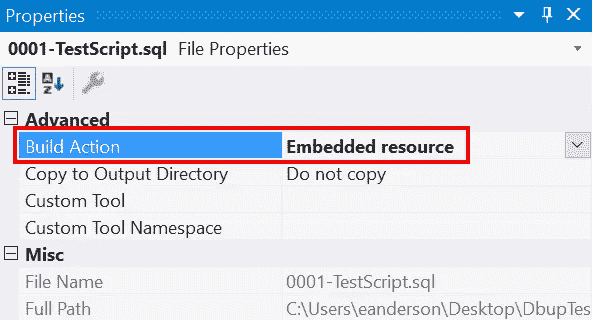 Properties
0001-TestScript.sql File Properties
Advanced
Build Action Embedded resource
Copy to Output Directory Do not copy
Custom Tool
Custom Tool Namespace
Misc
File Name 0001-TestScript.sql
Full Path C:\Users\eanderson\Desktop\DbupTes